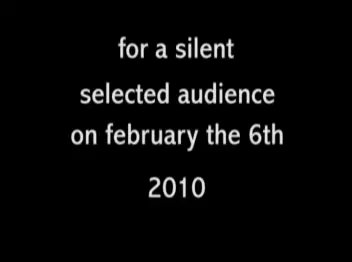 for a silent
selected audience
on february the 6th
2010